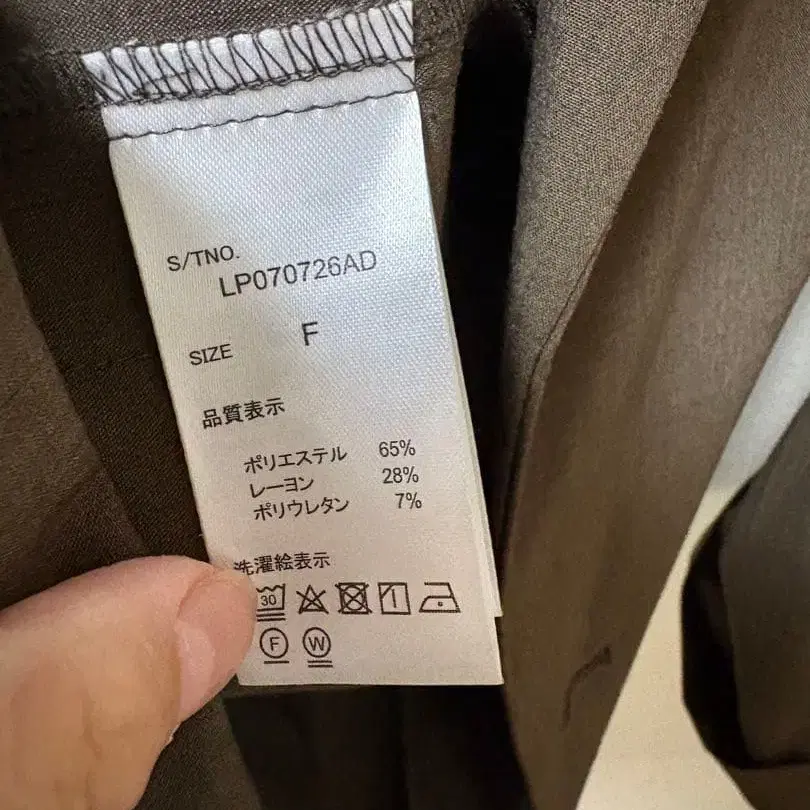 S/TNO.
LP070726AD
SIZE F
品質表示
ポリエステル 65%
レーヨン 28%
ポリウレタン 7%
洗濯絵表示
30
F W